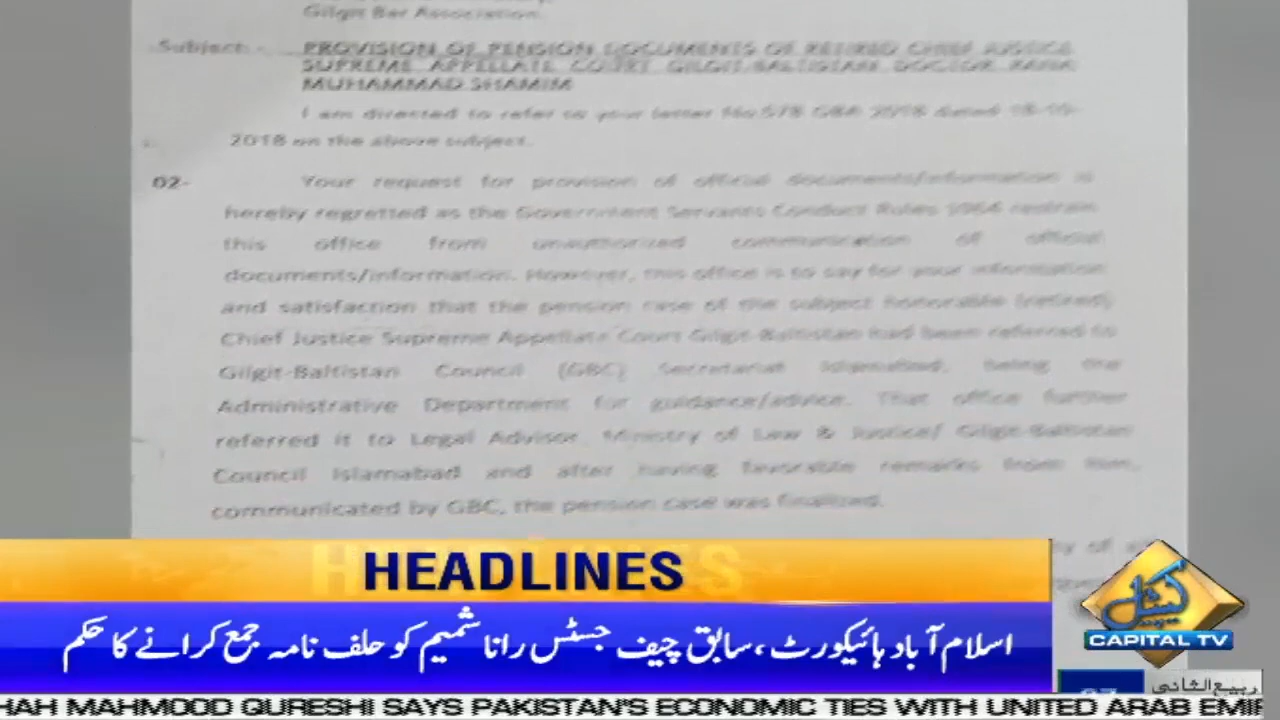 Gilgit Bar Association.
Subject:- PROVISION OF PENSION DOCUMENTS OF RETIRED CHIEF JUSTICE
SUPREME APPELLATE COURT GILGIT-BALTISTAN DOCTOR RANA
MUHAMMAD SHAMIM
I am directed to refer to your letter No.578 GBA 2018 dated 18-10-
2018 on the above subject.
02- Your request for provision of official documents/information is
hereby regretted as the Government Servants Conduct Rules 1964 restrain
this office from unauthorized communication of official
documents/information. However, this office is to say for your information
and satisfaction that the pension case of the subject honorable (retired)
Chief Justice Supreme Appellate Court Gilgit-Baltistan had been referred to
Gilgit-Baltistan Council (GBC) Secretariat Islamabad, being the
Administrative Department for guidance/advice. That office further
referred it to Legal Advisor, Ministry of Law & Justice/ Gilgit-Baltistan
Council Islamabad and after having favorable remarks from him,
communicated by GBC, the pension case was finalized.
HEADLINES
اسلام آباد ہائیکورٹ، سابق چیف جسٹس رانا شمیم کو حلف نامہ جمع کرانے کا حکم
کیپیٹل
CAPITAL TV
ربیع الثانی
HAH MAHMOOD QURESHI SAYS PAKISTAN'S ECONOMIC TIES WITH UNITED ARAB EMIR